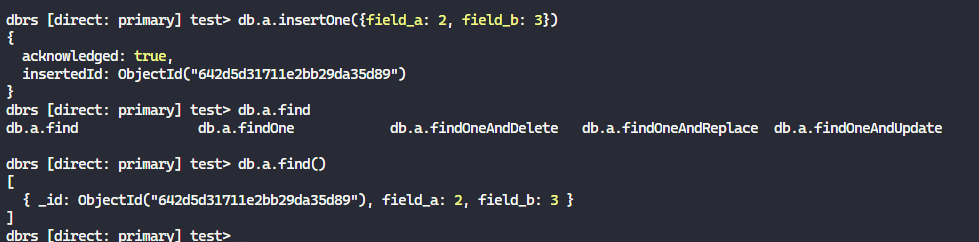 dbrs [direct: primary] test> db.a.insertOne({field_a: 2, field_b: 3})
{
  acknowledged: true,
  insertedId: ObjectId("642d5d31711e2bb29da35d89")
}
dbrs [direct: primary] test> db.a.find
db.a.find                db.a.findOne             db.a.findOneAndDelete   db.a.findOneAndReplace  db.a.findOneAndUpdate
dbrs [direct: primary] test> db.a.find()
[
  { _id: ObjectId("642d5d31711e2bb29da35d89"), field_a: 2, field_b: 3 }
]
dbrs [direct: primary] test>